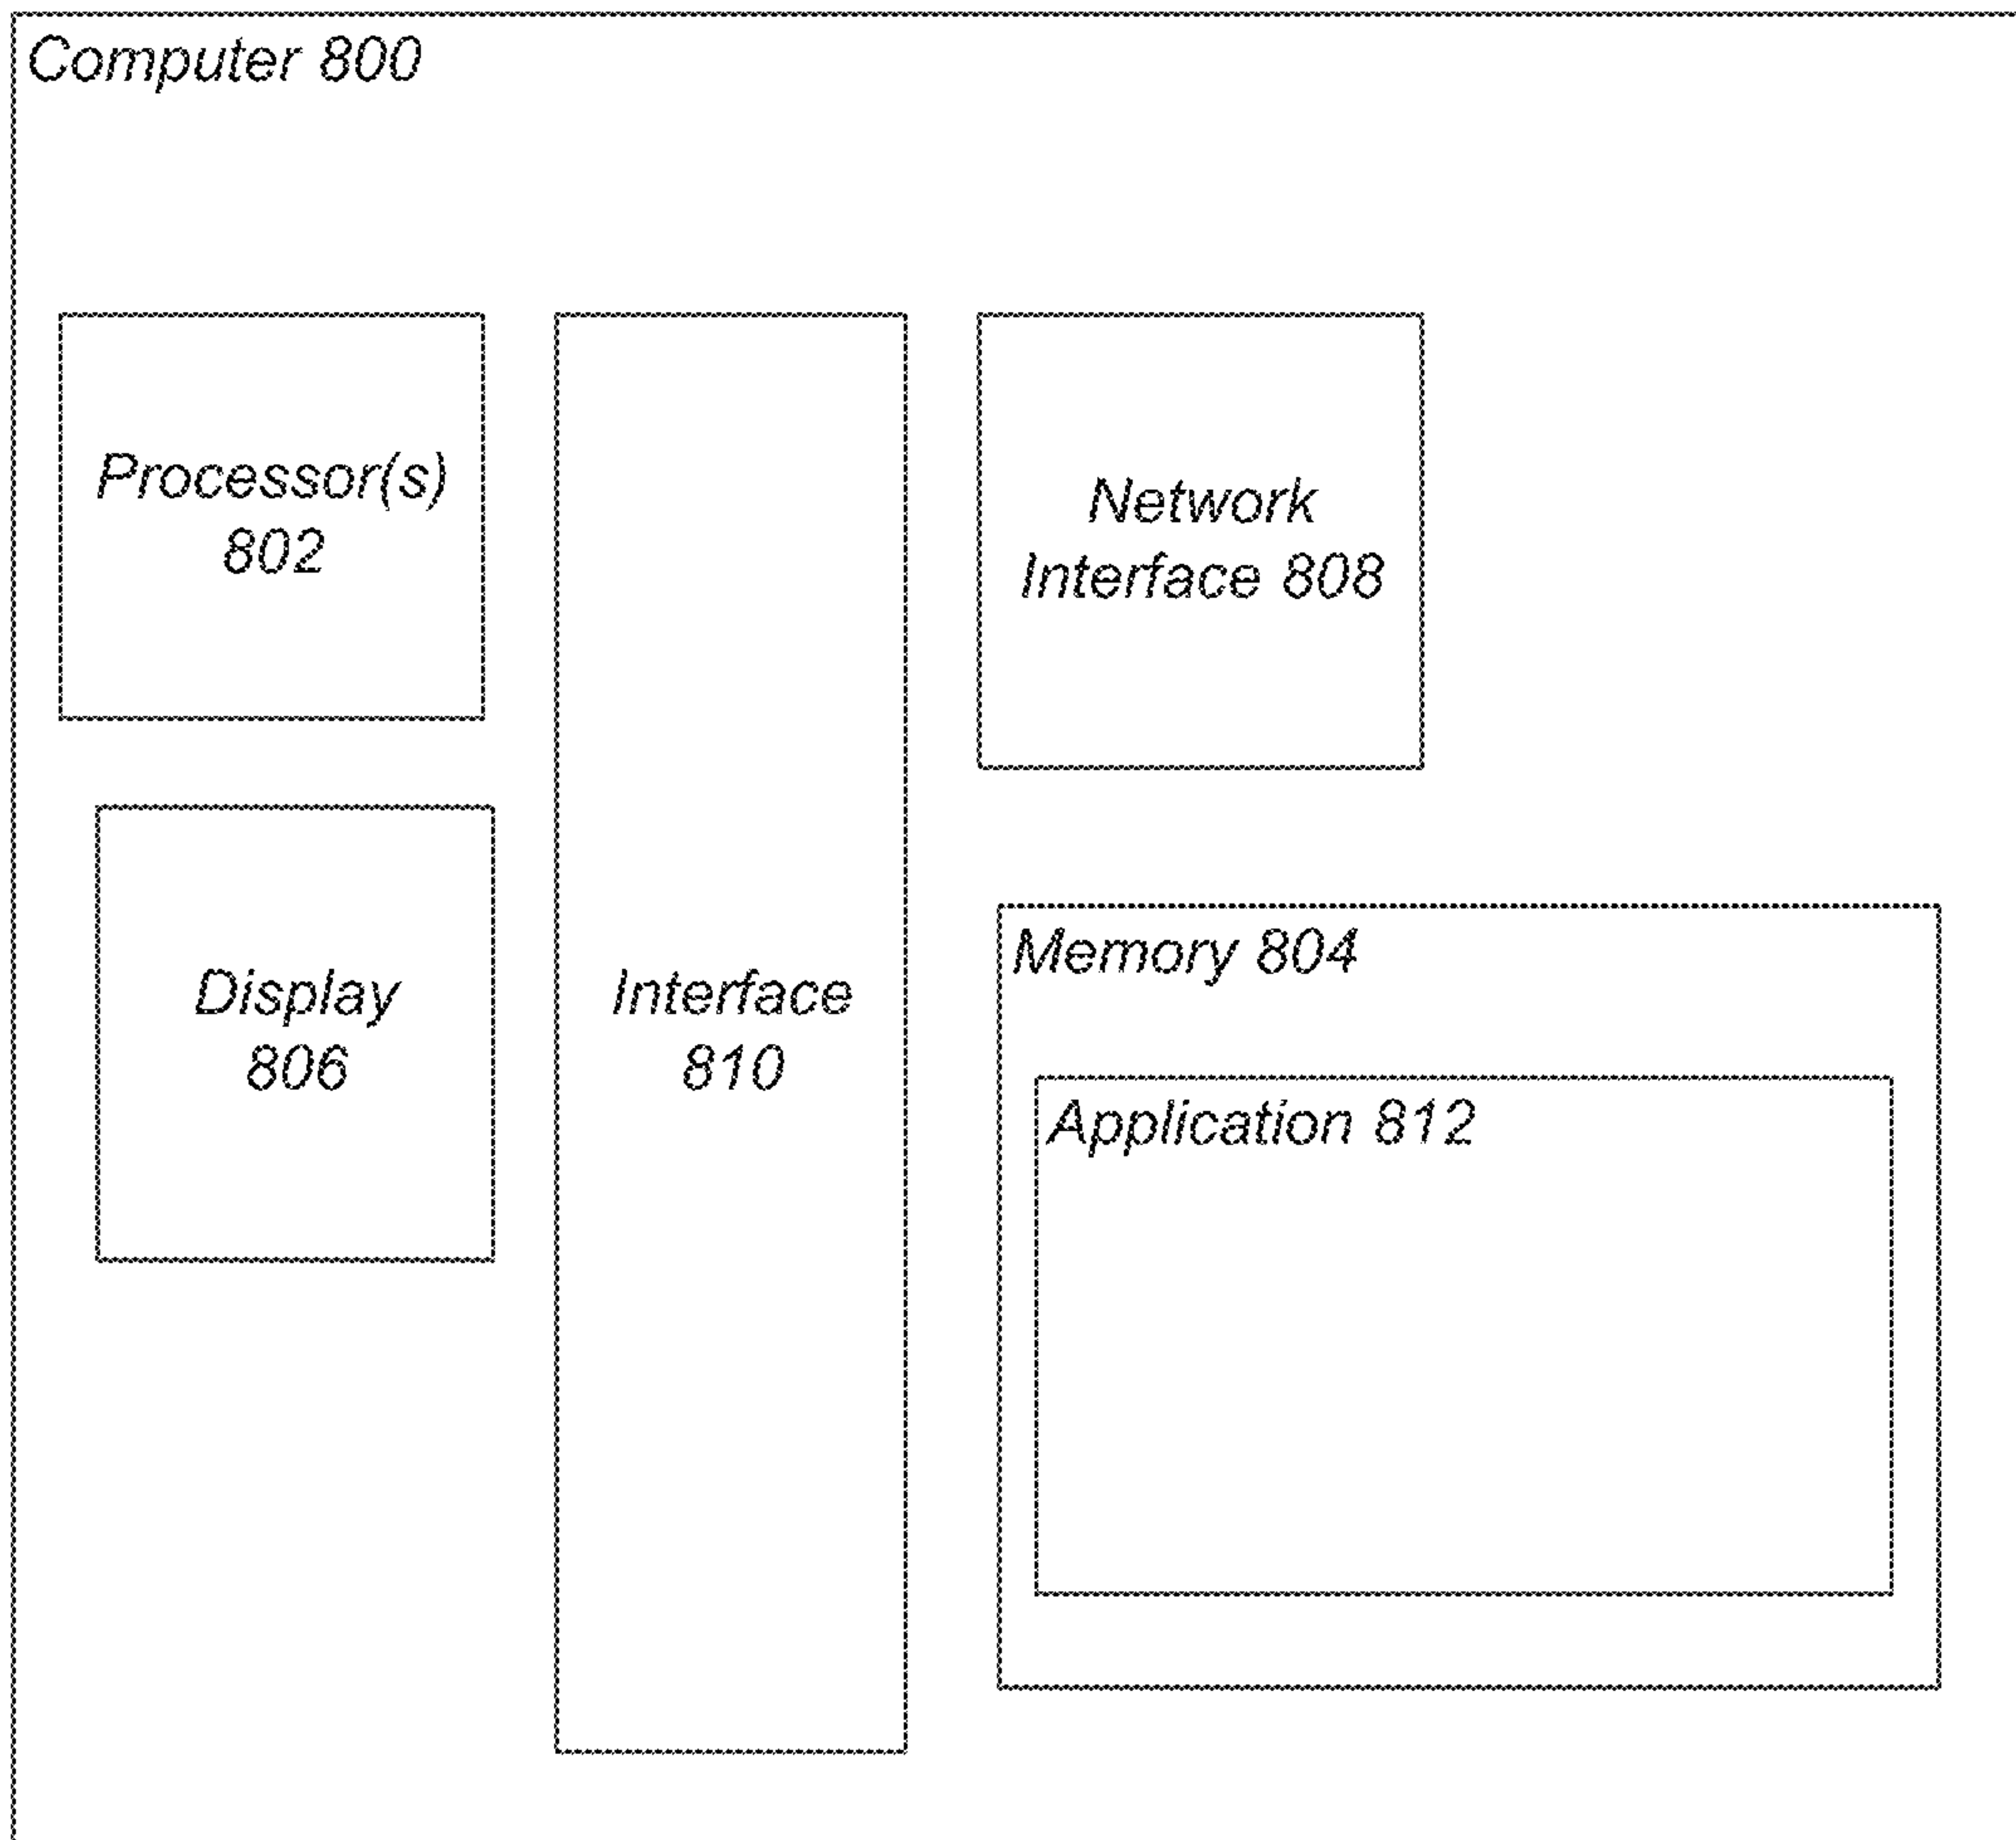 Computer 800
Processor(s)
802
Network
Interface 808
Display
806
Interface
810
Memory 804
Application 812